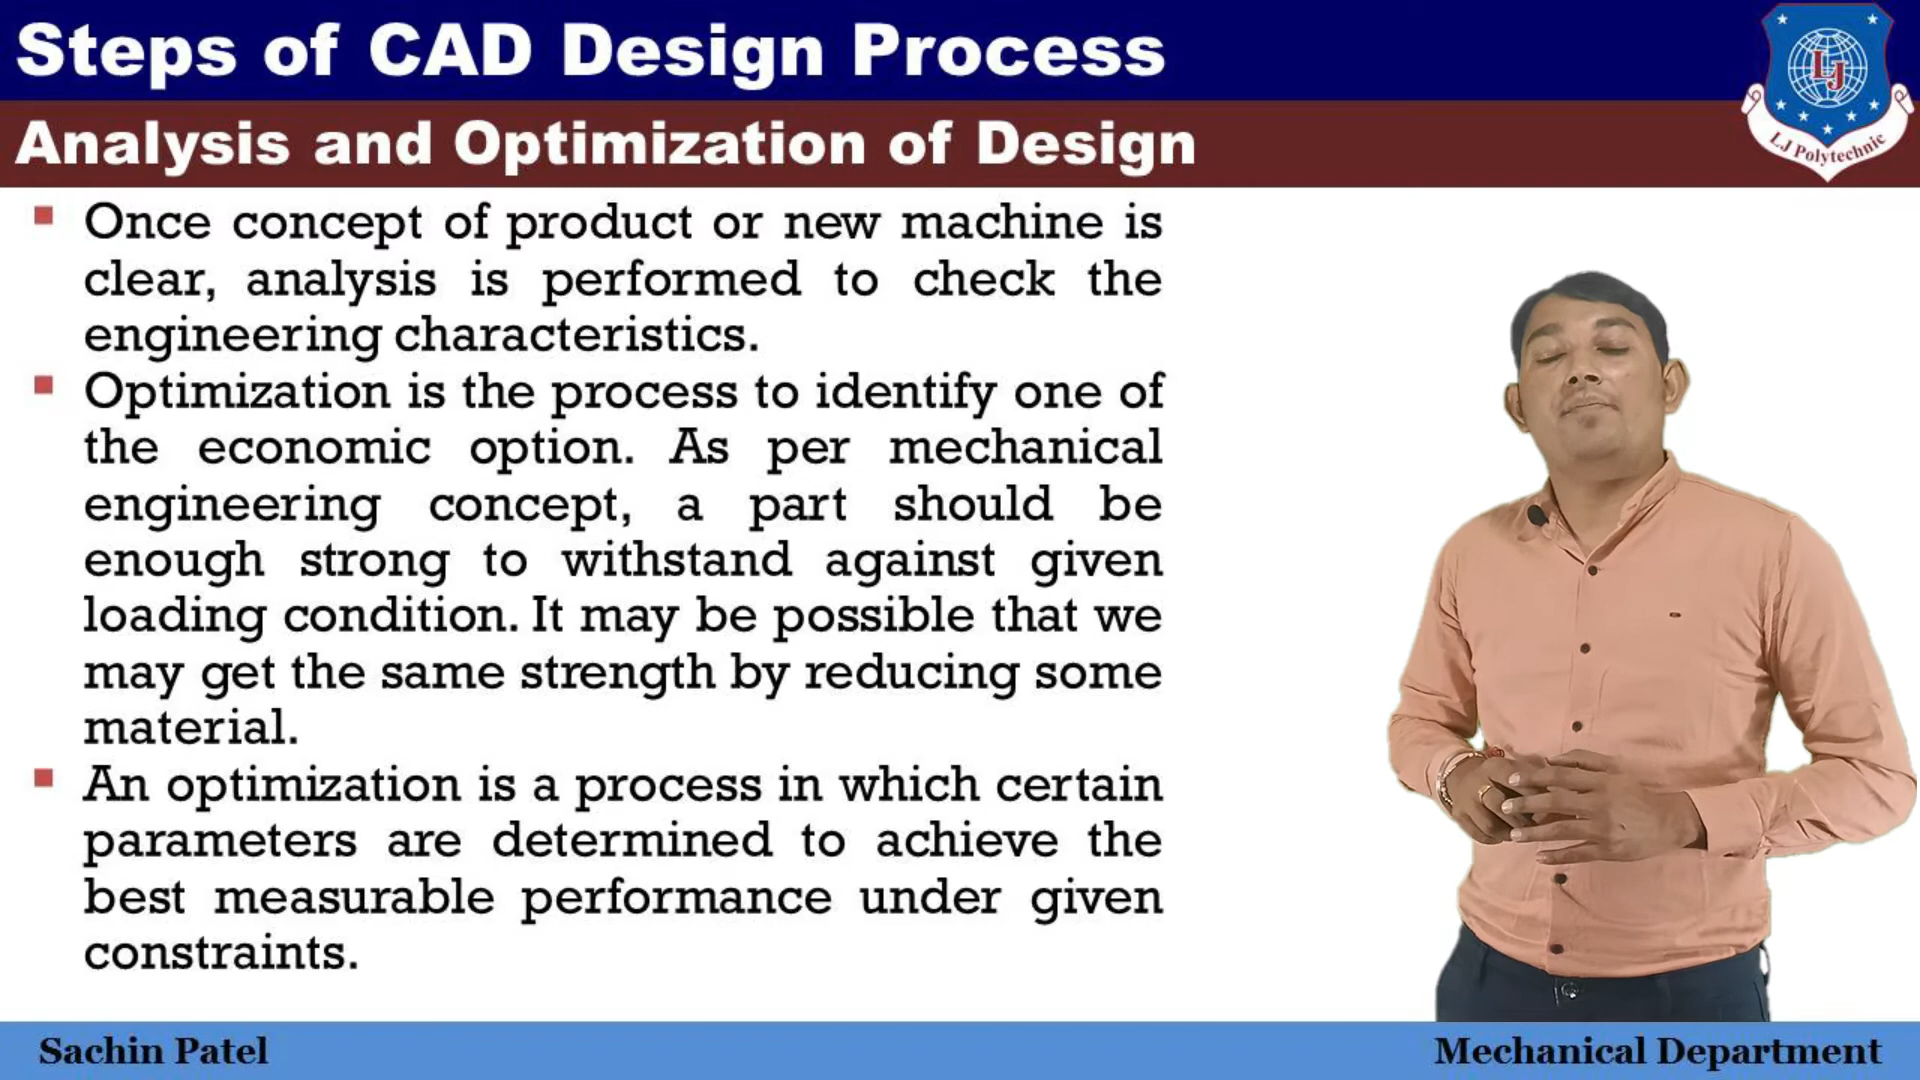 Steps of CAD Design Process
Analysis and Optimization of Design
LJ
LJ Polytechnic
Once concept of product or new machine is
clear, analysis is performed to check the
engineering characteristics.
Optimization is the process to identify one of
the economic option. As per mechanical
engineering concept, a part should be
enough strong to withstand against given
loading condition. It may be possible that we
may get the same strength by reducing some
material.
An optimization is a process in which certain
parameters are determined to achieve the
best measurable performance under given
constraints.
Sachin Patel
Mechanical Department